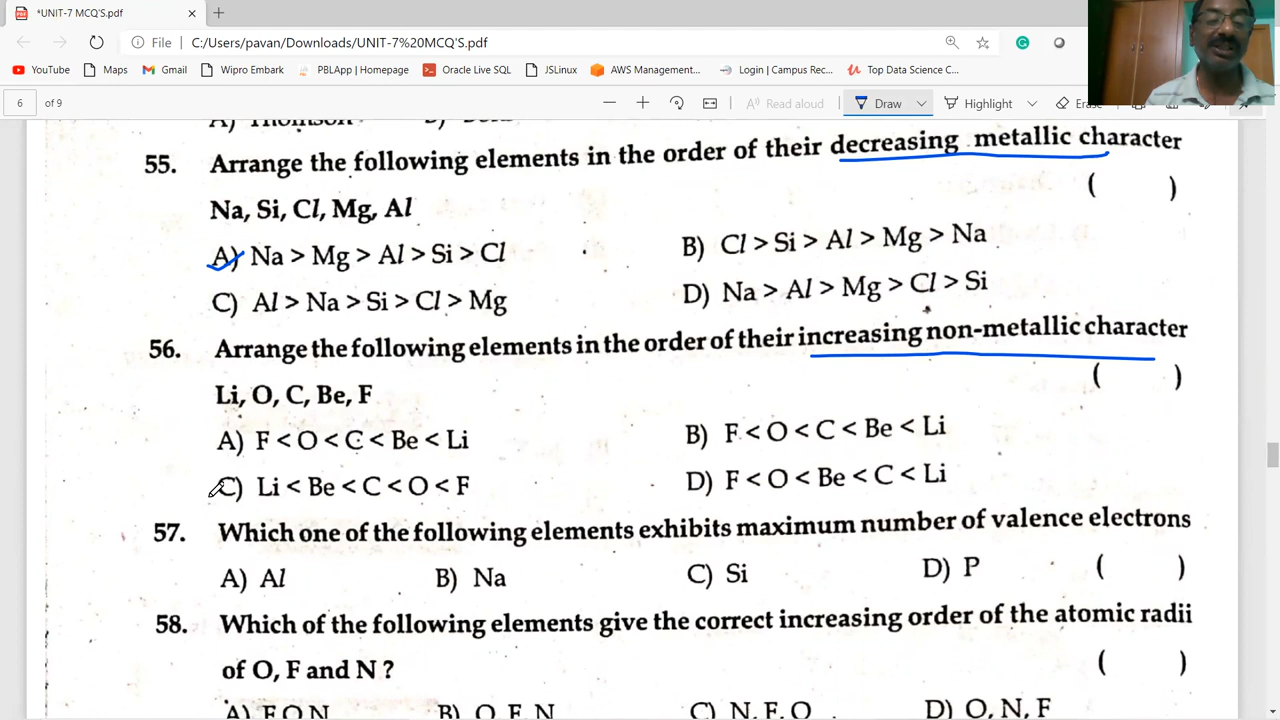 *UNIT-7 MCQ'S.pdf
File C:/Users/pavan/Downloads/UNIT-7%20MCQ'S.pdf
YouTube Maps Gmail Wipro Embark PBLApp | Homepage Oracle Live SQL JSLinux AWS Management... Login | Campus Rec... Top Data Science C...
6 of 9 Read aloud Draw Highlight Erase
A) Thomson
55. Arrange the following elements in the order of their decreasing metallic character
( )
Na, Si, Cl, Mg, Al
A) Na > Mg > Al > Si > Cl B) Cl > Si > Al > Mg > Na
C) Al > Na > Si > Cl > Mg D) Na > Al > Mg > Cl > Si
56. Arrange the following elements in the order of their increasing non-metallic character
( )
Li, O, C, Be, F
A) F < O < C < Be < Li B) F < O < C < Be < Li
C) Li < Be < C < O < F D) F < O < Be < C < Li
57. Which one of the following elements exhibits maximum number of valence electrons
A) Al B) Na C) Si D) P ( )
58. Which of the following elements give the correct increasing order of the atomic radii
of O, F and N ? ( )
A) F, O, N B) O, F, N C) N, F, O D) O, N, F